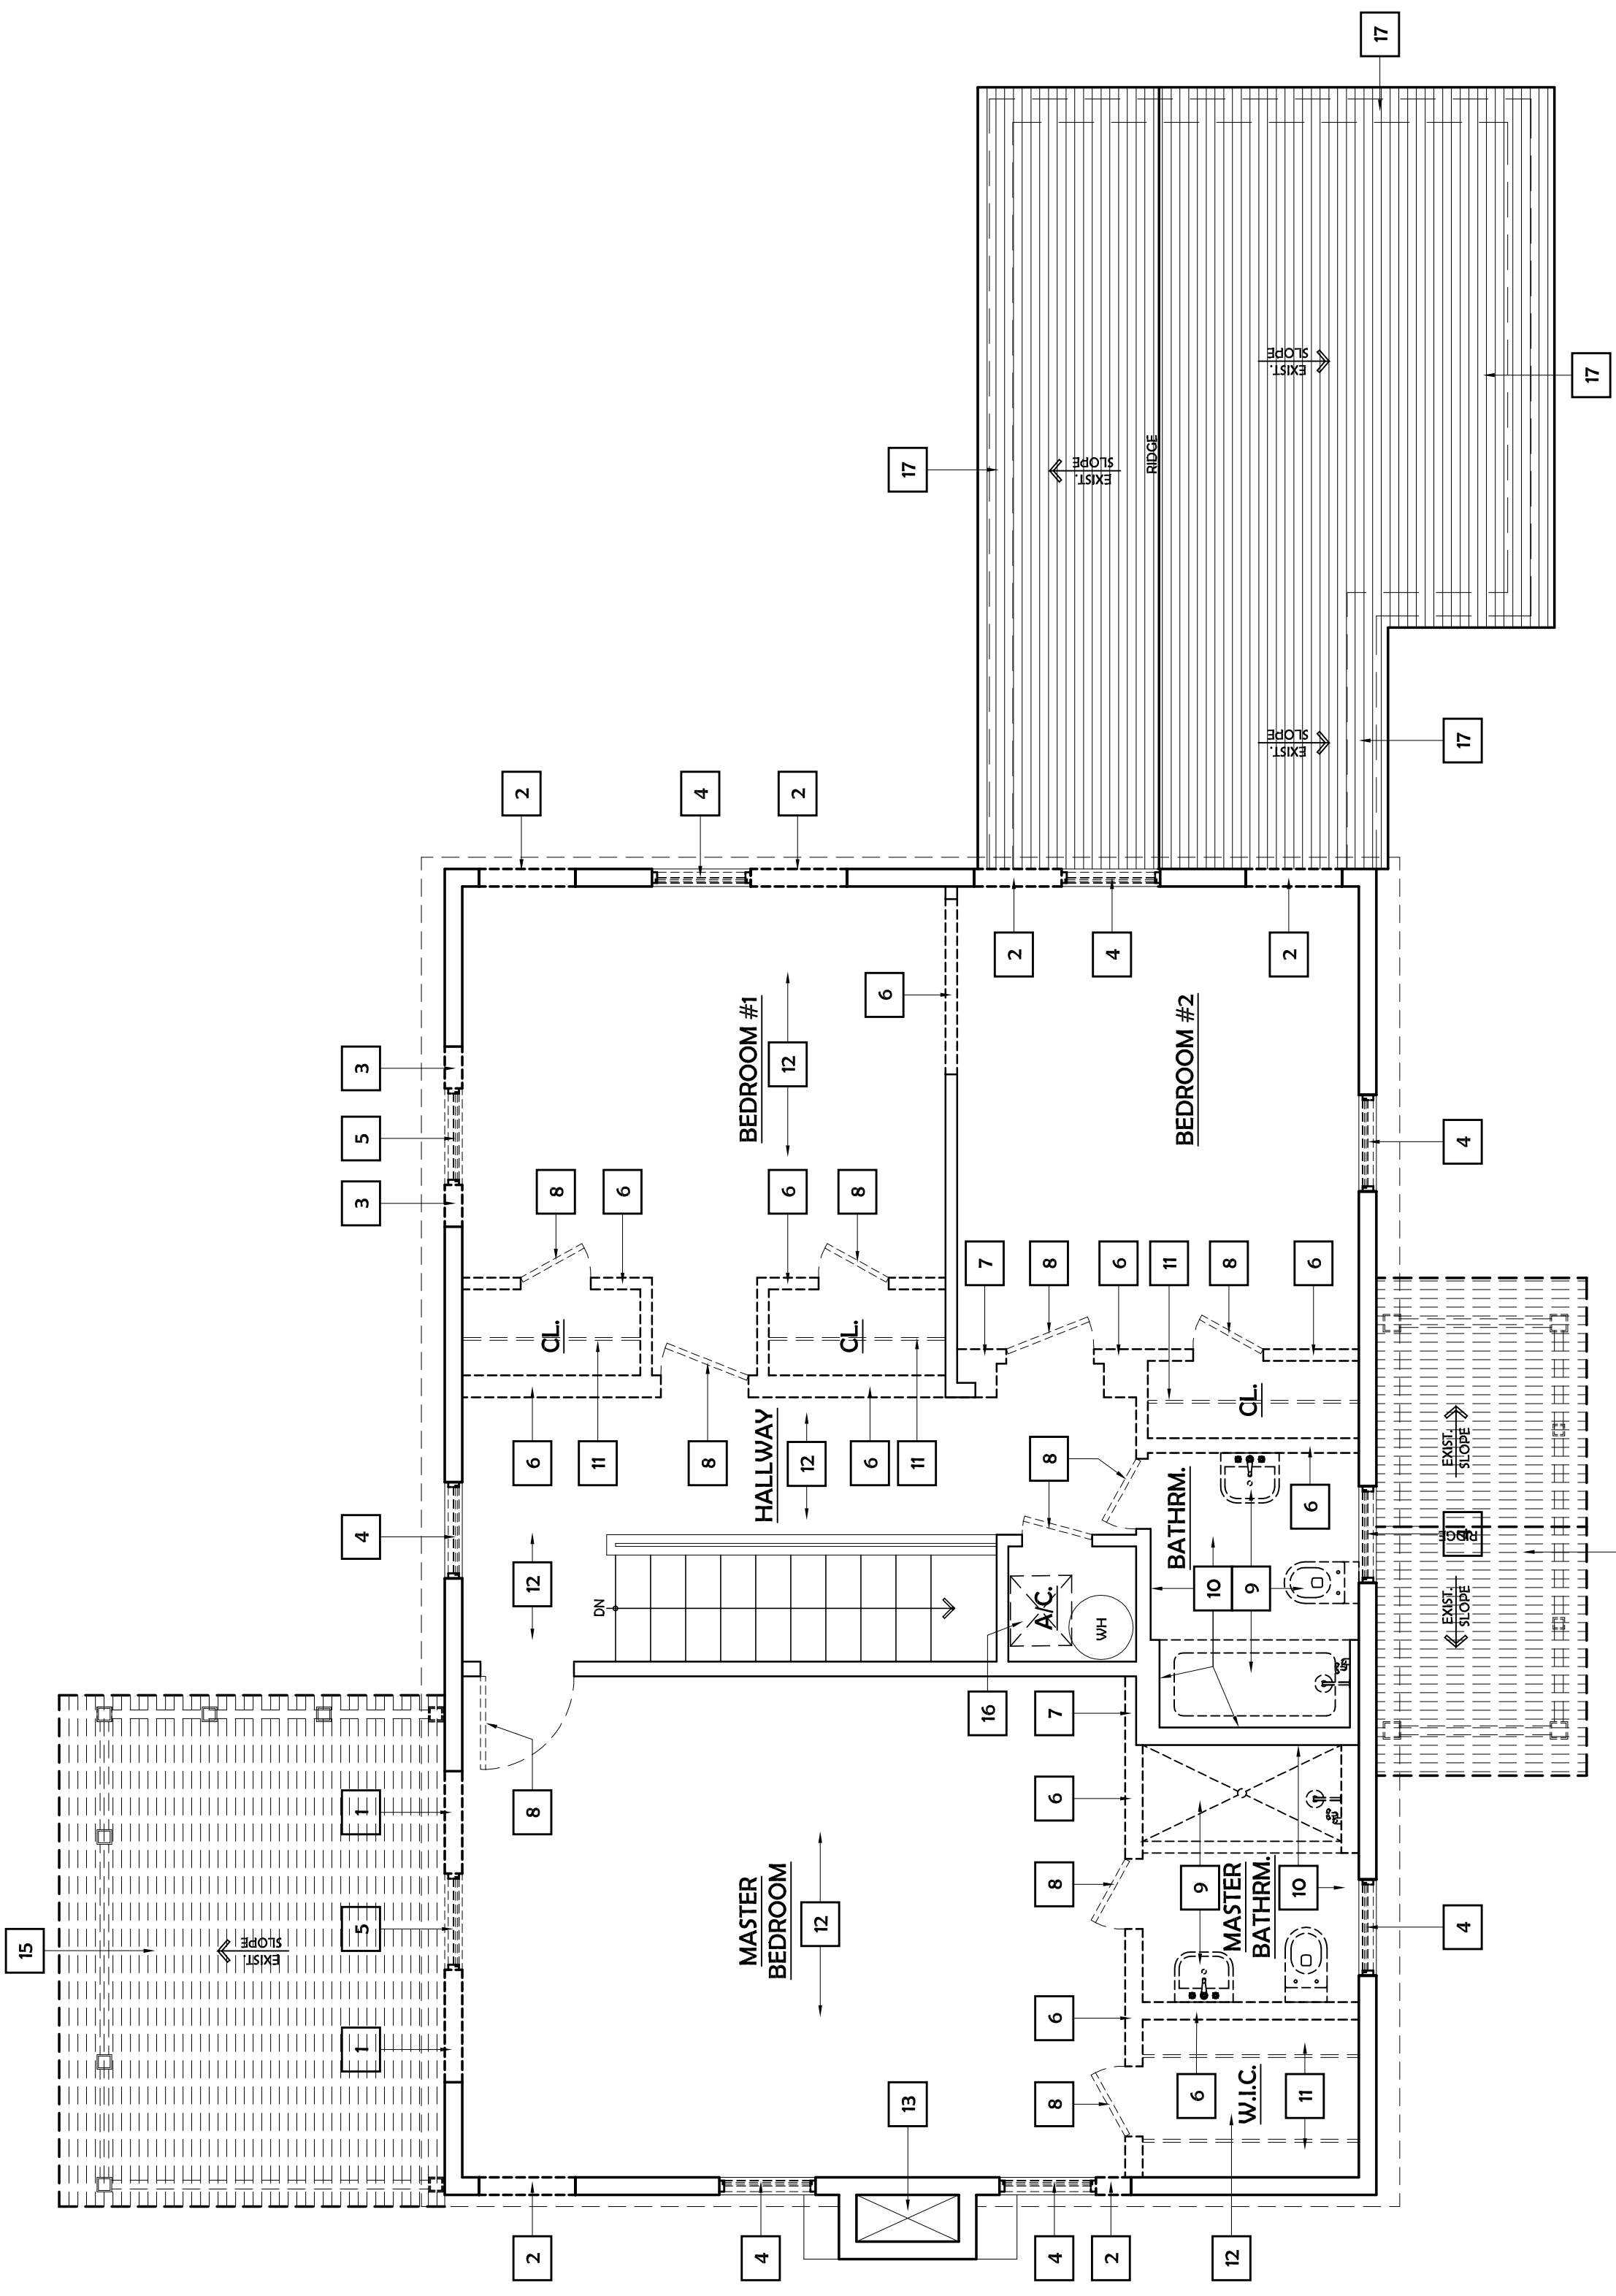 15
EXIST.
SLOPE
1
5
1
4
3
5
3
2
8
12
6
CL.
8
2
DN
11
6
8
4
4
MASTER
BEDROOM
HALLWAY
BEDROOM #1
12
12
6
12
2
CL.
6
8
6
13
11
17
16
7
2
4
8
6
8
6
7
A/C.
8
8
EXIST.
SLOPE
2
WH
6
4
RIDGE
BATHRM.
11
BEDROOM #2
6
9
10
12
W.I.C.
MASTER
BATHRM.
9
CL.
8
2
11
10
6
6
EXIST.
SLOPE
EXIST.
SLOPE
17
4
EXIST.
SLOPE
4
RIDGE
EXIST.
SLOPE
4
17
17